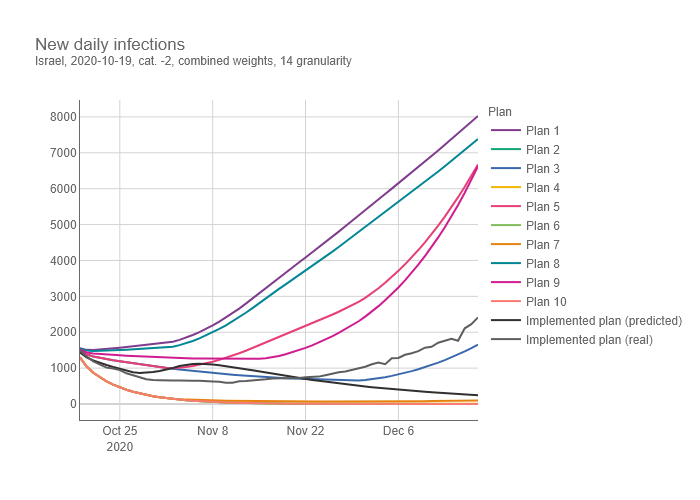 New daily infections
Israel, 2020-10-19, cat. -2, combined weights, 14 granularity
8000
7000
6000
5000
4000
3000
2000
1000
0
Oct 25
2020
Nov 8
Nov 22
Dec 6
Plan
Plan 1
Plan 2
Plan 3
Plan 4
Plan 5
Plan 6
Plan 7
Plan 8
Plan 9
Plan 10
Implemented plan (predicted)
Implemented plan (real)